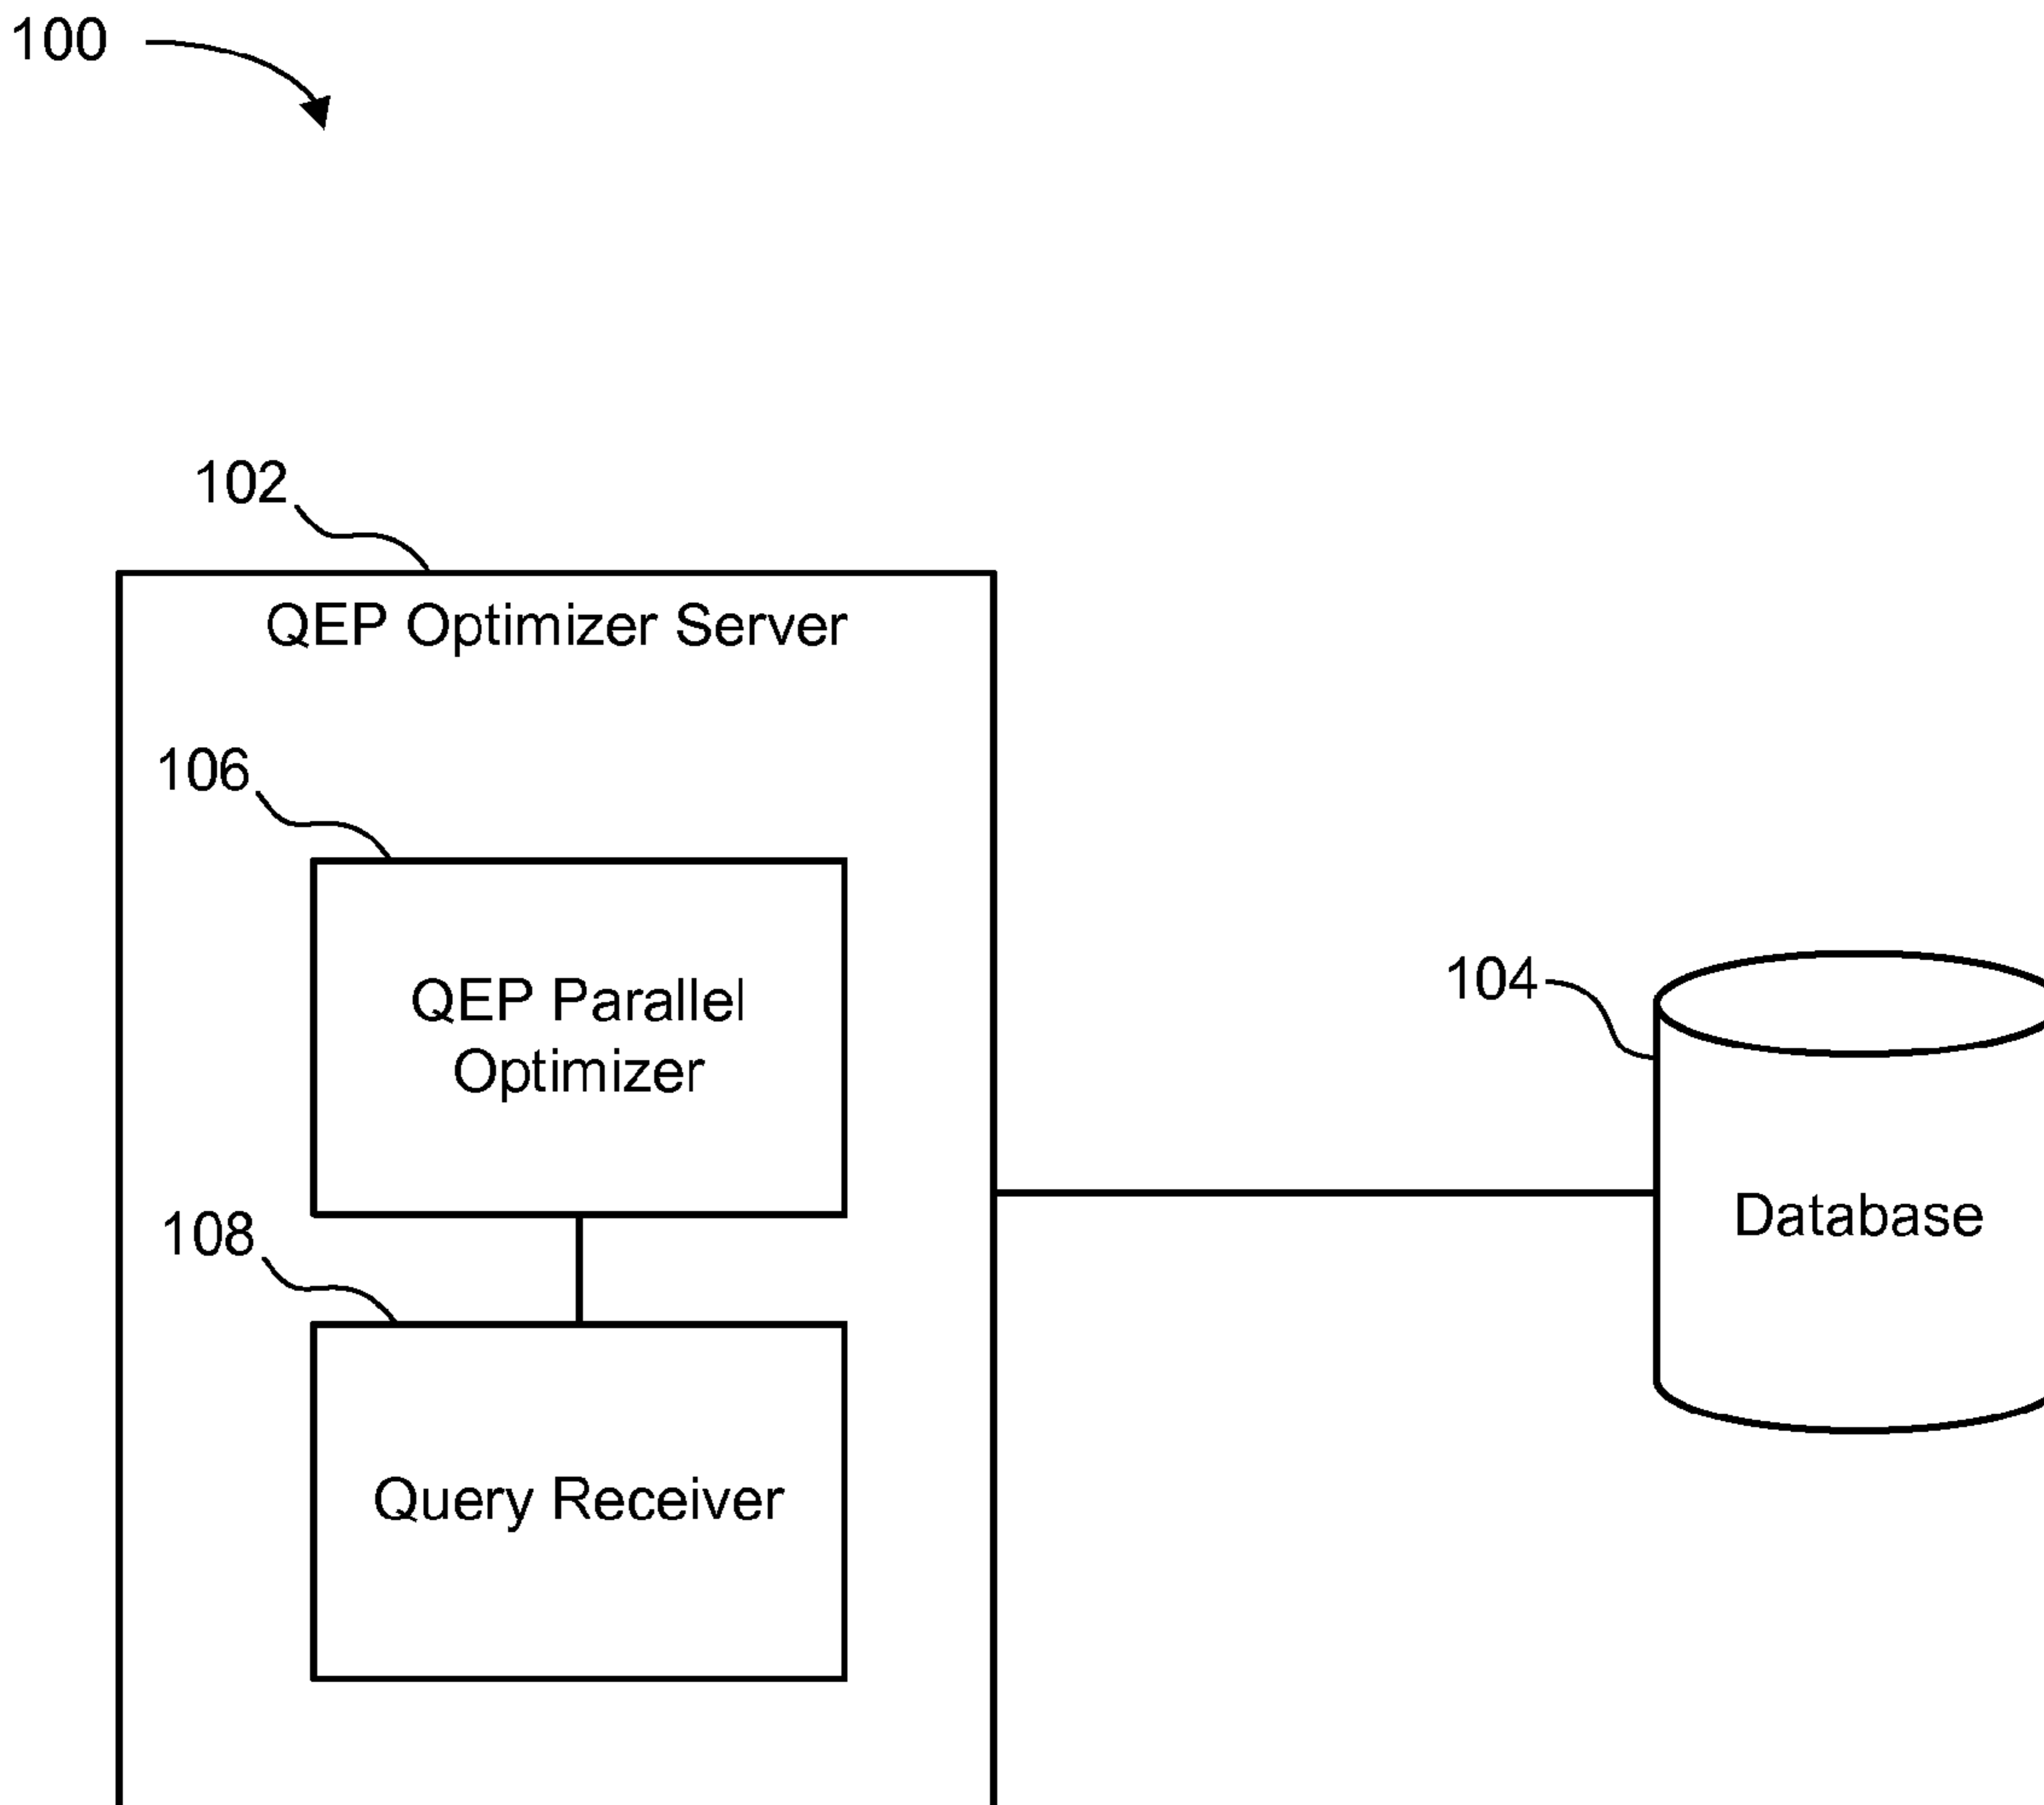 100
102
QEP Optimizer Server
106
QEP Parallel
Optimizer
104
108
Database
Query Receiver